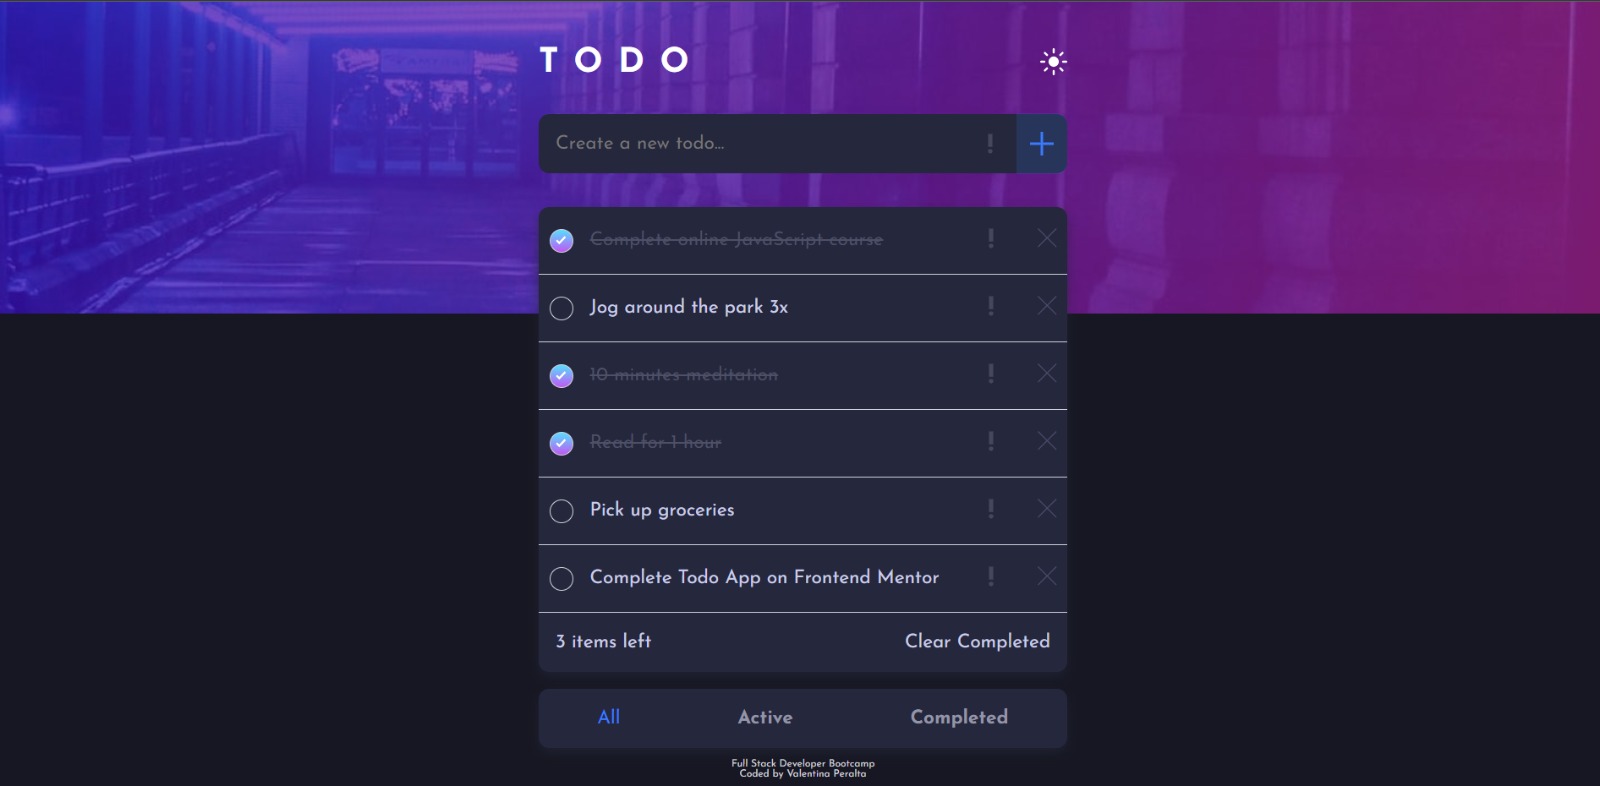 TODO
Create a new todo...
Complete online JavaScript course
Jog around the park 3x
10 minutes meditation
Read for 1 hour
Pick up groceries
Complete Todo App on Frontend Mentor
3 items left Clear Completed
All Active Completed
Full Stack Developer Bootcamp
Coded by Valentina Peralta